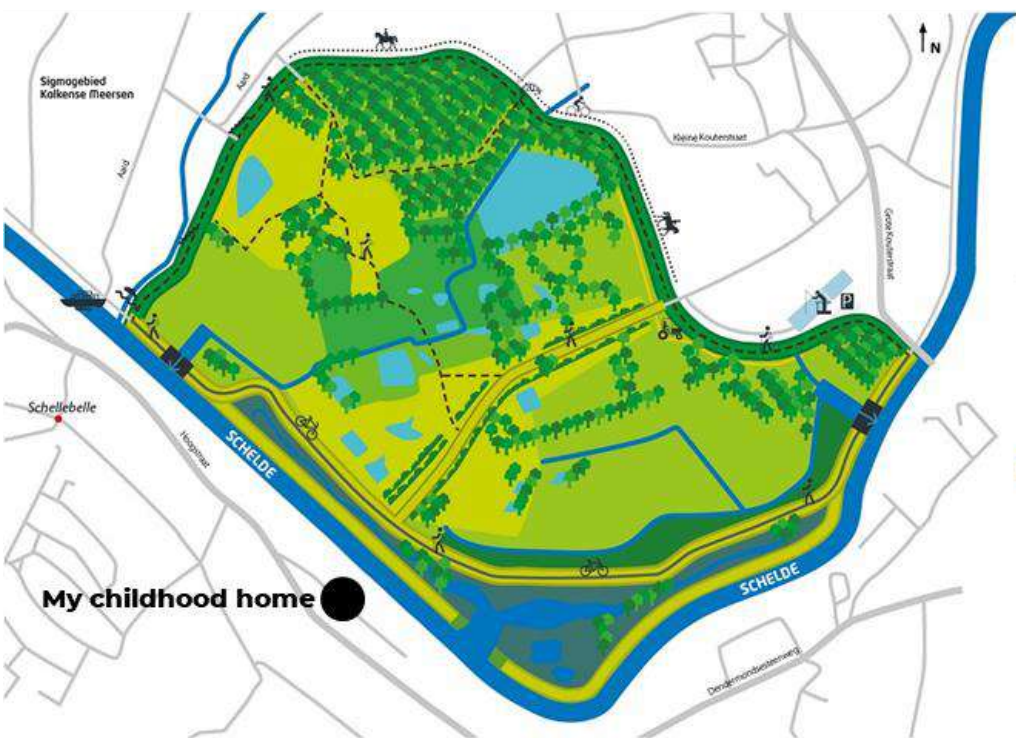 N
Sigmagebied
Kalkense Meersen
Aard
Aard
Kleine Kouterstraat
Grote Kouterstraat
P
Schellebelle
Hoogstraat
SCHELDE
My childhood home
SCHELDE
Dendermondsesteenweg